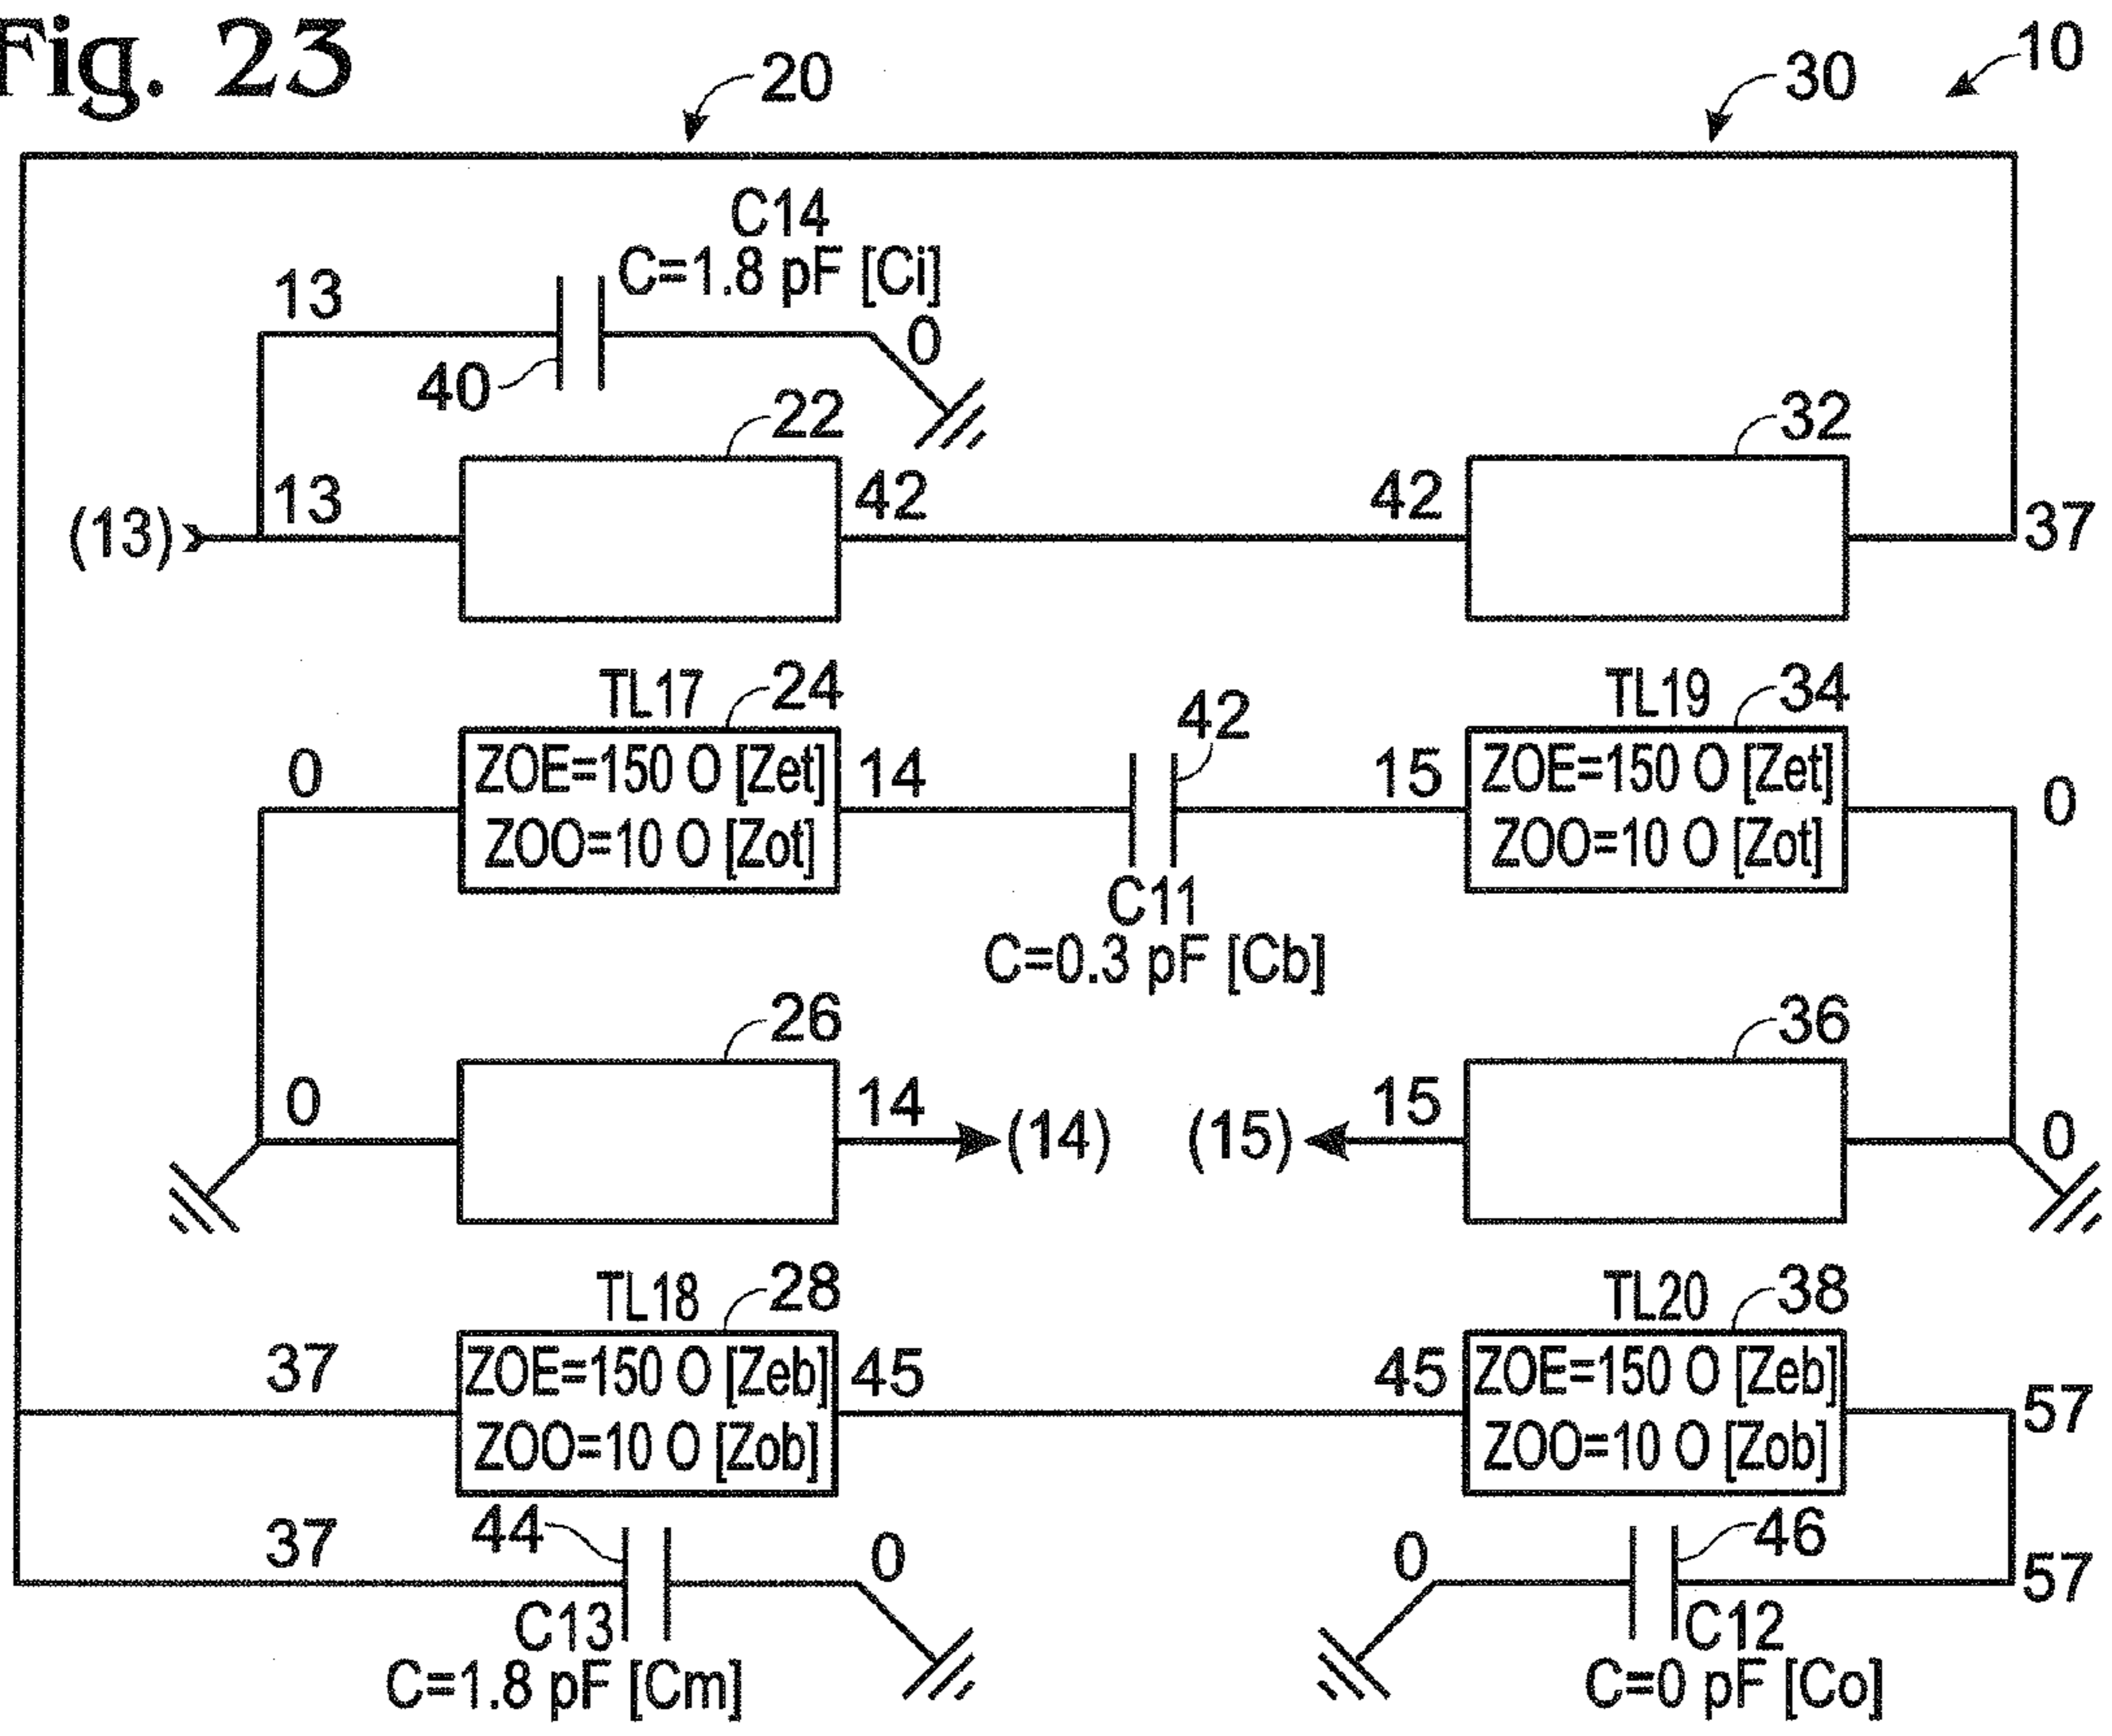 Fig. 23
20
30
10
C14
C=1.8 pF [Ci]
13
0
40
22
32
(13)
13
42
42
37
TL17
24
42
TL19
34
0
ZOE=150 O [Zet]
14
15
ZOE=150 O [Zet]
0
ZOO=10 O [Zot]
ZOO=10 O [Zot]
C11
C=0.3 pF [Cb]
26
36
0
14
(14)
(15)
15
0
TL18
28
TL20
38
37
ZOE=150 O [Zeb]
45
45
ZOE=150 O [Zeb]
57
ZOO=10 O [Zob]
ZOO=10 O [Zob]
37
44
0
0
46
57
C13
C=1.8 pF [Cm]
C12
C=0 pF [Co]